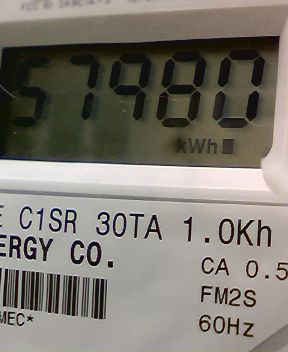 57980
kWh
E C1SR 30TA 1.0Kh
ERGY CO.
CA 0.5
FM2S
MEC*
60Hz